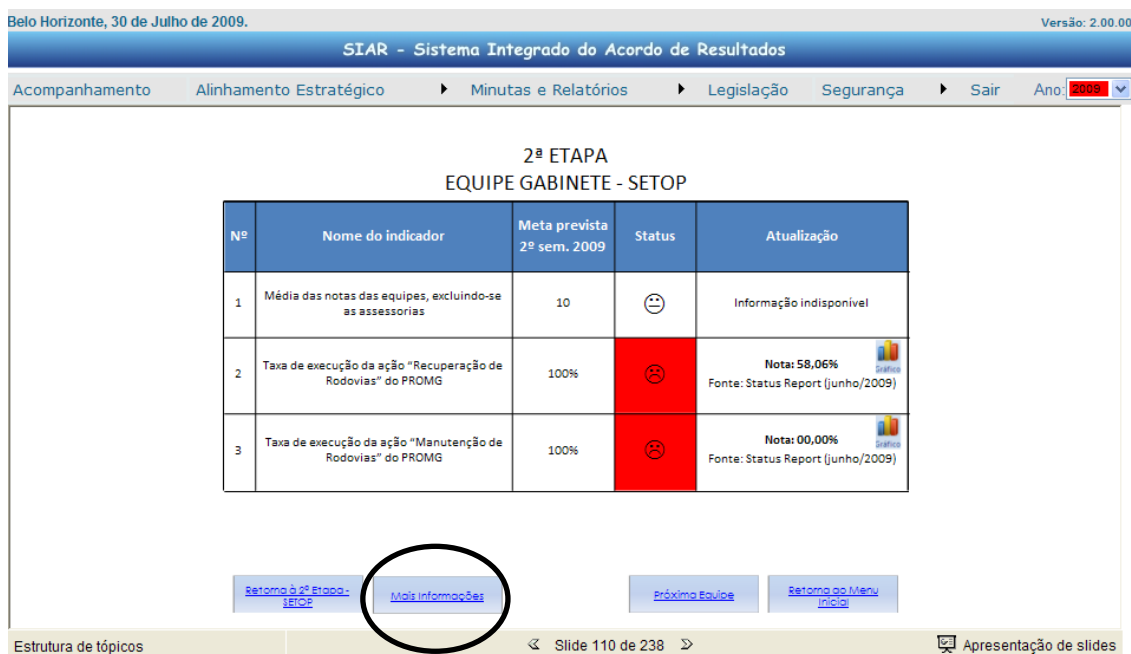 Belo Horizonte, 30 de Julho de 2009. Versão: 2.00.00
SIAR - Sistema Integrado do Acordo de Resultados
Acompanhamento Alinhamento Estratégico Minutas e Relatórios Legislação Segurança Sair Ano: 2009
2ª ETAPA
EQUIPE GABINETE - SETOP
Nº Nome do indicador Meta prevista 2º sem. 2009 Status Atualização
1 Média das notas das equipes, excluindo-se as assessorias 10 Informação indisponível
2 Taxa de execução da ação “Recuperação de Rodovias” do PROMG 100% Nota: 58,06% Gráfico
Fonte: Status Report (junho/2009)
3 Taxa de execução da ação “Manutenção de Rodovias” do PROMG 100% Nota: 00,00% Gráfico
Fonte: Status Report (junho/2009)
Retorna à 2ª Etapa - SETOP
Mais Informações
Próxima Equipe
Retorna ao Menu Inicial
Estrutura de tópicos Slide 110 de 238 Apresentação de slides